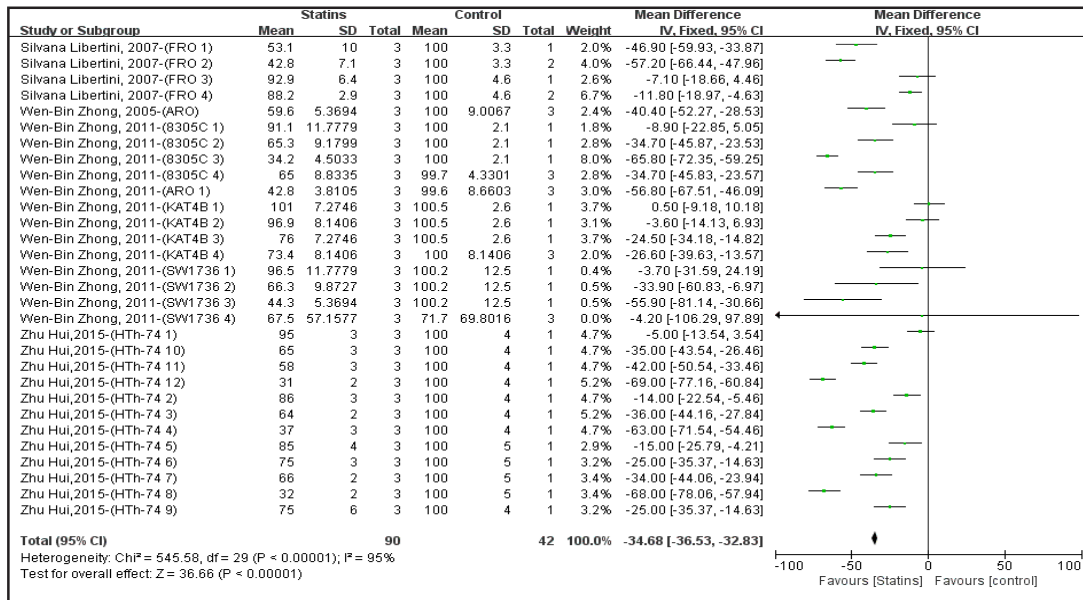 Statins Control Mean Difference Mean Difference
Study or Subgroup Mean SD Total Mean SD Total Weight IV, Fixed, 95% CI IV, Fixed, 95% CI
Silvana Libertini, 2007-(FRO 1) 53.1 10 3 100 3.3 1 2.0% -46.90 [-59.93, -33.87]
Silvana Libertini, 2007-(FRO 2) 42.8 7.1 3 100 3.3 2 4.0% -57.20 [-66.44, -47.96]
Silvana Libertini, 2007-(FRO 3) 92.9 6.4 3 100 4.6 1 2.6% -7.10 [-18.66, 4.46]
Silvana Libertini, 2007-(FRO 4) 88.2 2.9 3 100 4.6 2 6.7% -11.80 [-18.97, -4.63]
Wen-Bin Zhong, 2005-(ARO) 59.6 5.3694 3 100 9.0067 3 2.4% -40.40 [-52.27, -28.53]
Wen-Bin Zhong, 2011-(8305C 1) 91.1 11.7779 3 100 2.1 1 1.8% -8.90 [-22.85, 5.05]
Wen-Bin Zhong, 2011-(8305C 2) 65.3 9.1799 3 100 2.1 1 2.8% -34.70 [-45.87, -23.53]
Wen-Bin Zhong, 2011-(8305C 3) 34.2 4.5033 3 100 2.1 1 8.0% -65.80 [-72.35, -59.25]
Wen-Bin Zhong, 2011-(8305C 4) 65 8.8335 3 99.7 4.3301 3 2.8% -34.70 [-45.83, -23.57]
Wen-Bin Zhong, 2011-(ARO 1) 42.8 3.8105 3 99.6 8.6603 3 3.0% -56.80 [-67.51, -46.09]
Wen-Bin Zhong, 2011-(KAT4B 1) 101 7.2746 3 100.5 2.6 1 3.7% 0.50 [-9.18, 10.18]
Wen-Bin Zhong, 2011-(KAT4B 2) 96.9 8.1406 3 100.5 2.6 1 3.1% -3.60 [-14.13, 6.93]
Wen-Bin Zhong, 2011-(KAT4B 3) 76 7.2746 3 100.5 2.6 1 3.7% -24.50 [-34.18, -14.82]
Wen-Bin Zhong, 2011-(KAT4B 4) 73.4 8.1406 3 100 8.1406 3 2.0% -26.60 [-39.63, -13.57]
Wen-Bin Zhong, 2011-(SW1736 1) 96.5 11.7779 3 100.2 12.5 1 0.4% -3.70 [-31.59, 24.19]
Wen-Bin Zhong, 2011-(SW1736 2) 66.3 9.8727 3 100.2 12.5 1 0.5% -33.90 [-60.83, -6.97]
Wen-Bin Zhong, 2011-(SW1736 3) 44.3 5.3694 3 100.2 12.5 1 0.5% -55.90 [-81.14, -30.66]
Wen-Bin Zhong, 2011-(SW1736 4) 67.5 57.1577 3 71.7 69.8016 3 0.0% -4.20 [-106.29, 97.89]
Zhu Hui,2015-(HTh-74 1) 95 3 3 100 4 1 4.7% -5.00 [-13.54, 3.54]
Zhu Hui,2015-(HTh-74 10) 65 3 3 100 4 1 4.7% -35.00 [-43.54, -26.46]
Zhu Hui,2015-(HTh-74 11) 58 3 3 100 4 1 4.7% -42.00 [-50.54, -33.46]
Zhu Hui,2015-(HTh-74 12) 31 2 3 100 4 1 5.2% -69.00 [-77.16, -60.84]
Zhu Hui,2015-(HTh-74 2) 86 3 3 100 4 1 4.7% -14.00 [-22.54, -5.46]
Zhu Hui,2015-(HTh-74 3) 64 2 3 100 4 1 5.2% -36.00 [-44.16, -27.84]
Zhu Hui,2015-(HTh-74 4) 37 3 3 100 4 1 4.7% -63.00 [-71.54, -54.46]
Zhu Hui,2015-(HTh-74 5) 85 4 3 100 5 1 2.9% -15.00 [-25.79, -4.21]
Zhu Hui,2015-(HTh-74 6) 75 3 3 100 5 1 3.2% -25.00 [-35.37, -14.63]
Zhu Hui,2015-(HTh-74 7) 66 2 3 100 5 1 3.4% -34.00 [-44.06, -23.94]
Zhu Hui,2015-(HTh-74 8) 32 2 3 100 5 1 3.4% -68.00 [-78.06, -57.94]
Zhu Hui,2015-(HTh-74 9) 75 6 3 100 4 1 3.2% -25.00 [-35.37, -14.63]
Total (95% CI) 90 42 100.0% -34.68 [-36.53, -32.83]
Heterogeneity: Chi² = 545.58, df = 29 (P < 0.00001); I² = 95%
Test for overall effect: Z = 36.66 (P < 0.00001)
-100 -50 0 50 100
Favours [Statins] Favours [control]